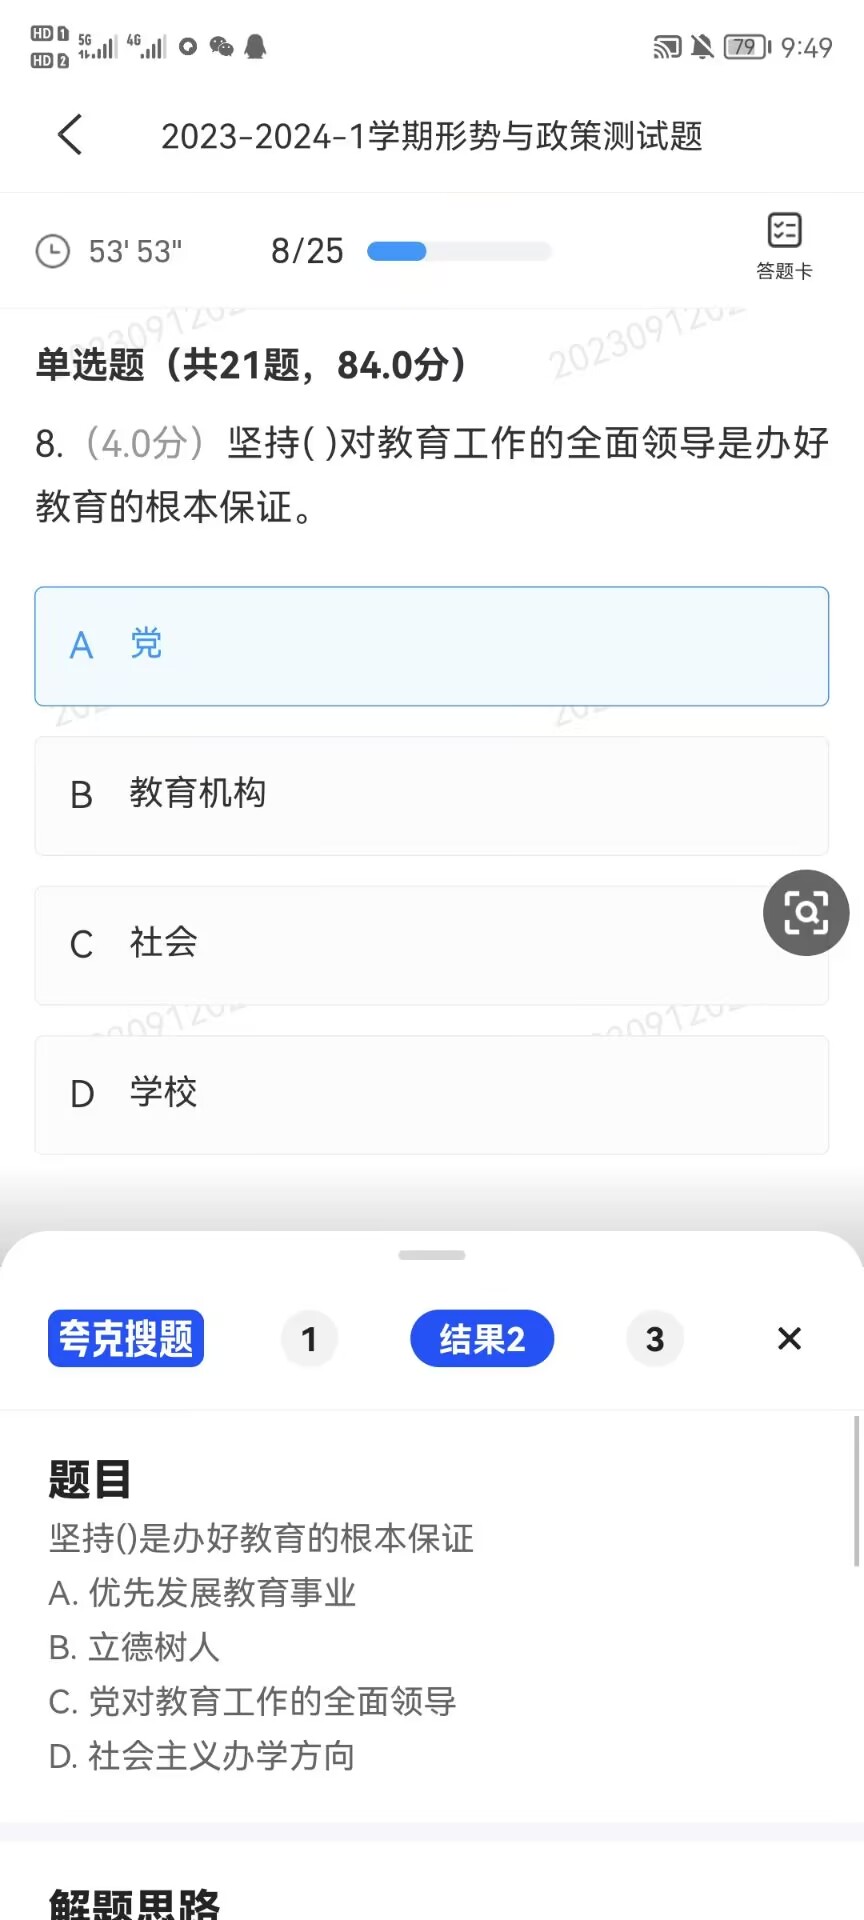 HD 1 5G 4G 79 9:49
HD 2
2023-2024-1学期形势与政策测试题
53' 53" 8/25
答题卡
单选题（共21题，84.0分）
8.（4.0分）坚持( )对教育工作的全面领导是办好
教育的根本保证。
A 党
B 教育机构
C 社会
D 学校
夸克搜题 1 结果2 3
题目
坚持()是办好教育的根本保证
A. 优先发展教育事业
B. 立德树人
C. 党对教育工作的全面领导
D. 社会主义办学方向
解题思路